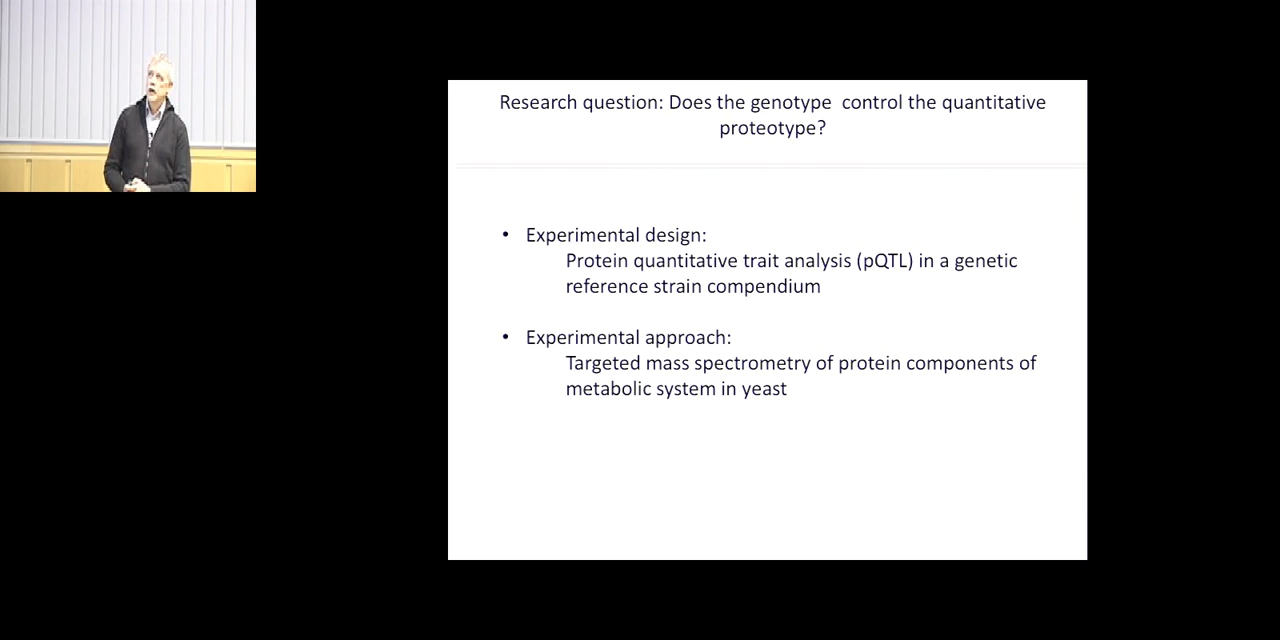 Research question: Does the genotype  control the quantitative
proteotype?
• Experimental design:
Protein quantitative trait analysis (pQTL) in a genetic
reference strain compendium
• Experimental approach:
Targeted mass spectrometry of protein components of
metabolic system in yeast